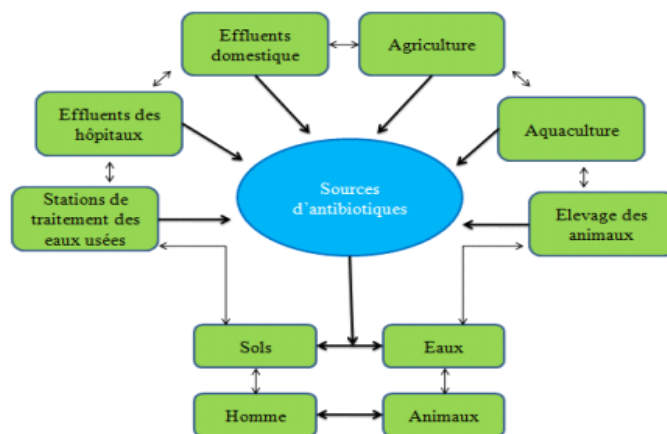 Effluents
domestique
Agriculture
Effluents des
hôpitaux
Aquaculture
Sources
d'antibiotiques
Stations de
traitement des
eaux usées
Elevage des
animaux
Sols
Eaux
Homme
Animaux